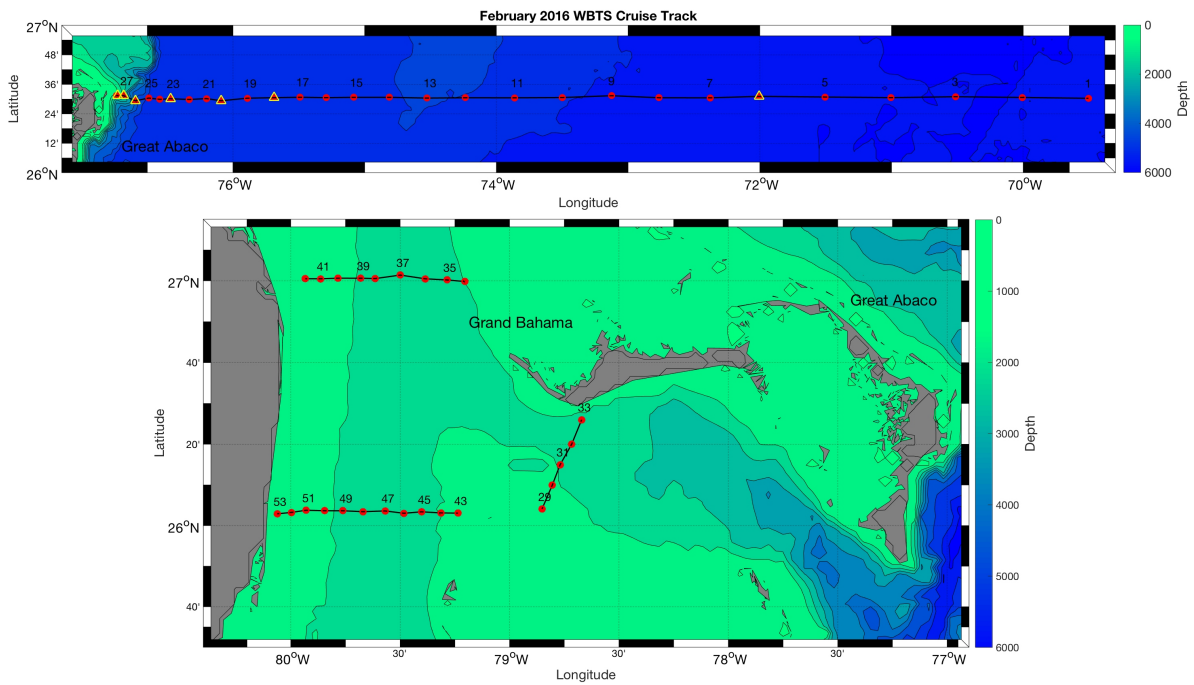 February 2016 WBTS Cruise Track
27°N
48'
36'
24'
12'
26°N
Latitude
27 25 23 21 19 17 15 13 11 9 7 5 3 1
Great Abaco
76°W 74°W 72°W 70°W
Longitude
0
2000
4000
6000
Depth
41 39 37 35
27°N
Great Abaco
Grand Bahama
40'
33
20'
31
29
53 51 49 47 45 43
26°N
40'
Latitude
80°W 30' 79°W 30' 78°W 30' 77°W
Longitude
0
1000
2000
3000
4000
5000
6000
Depth